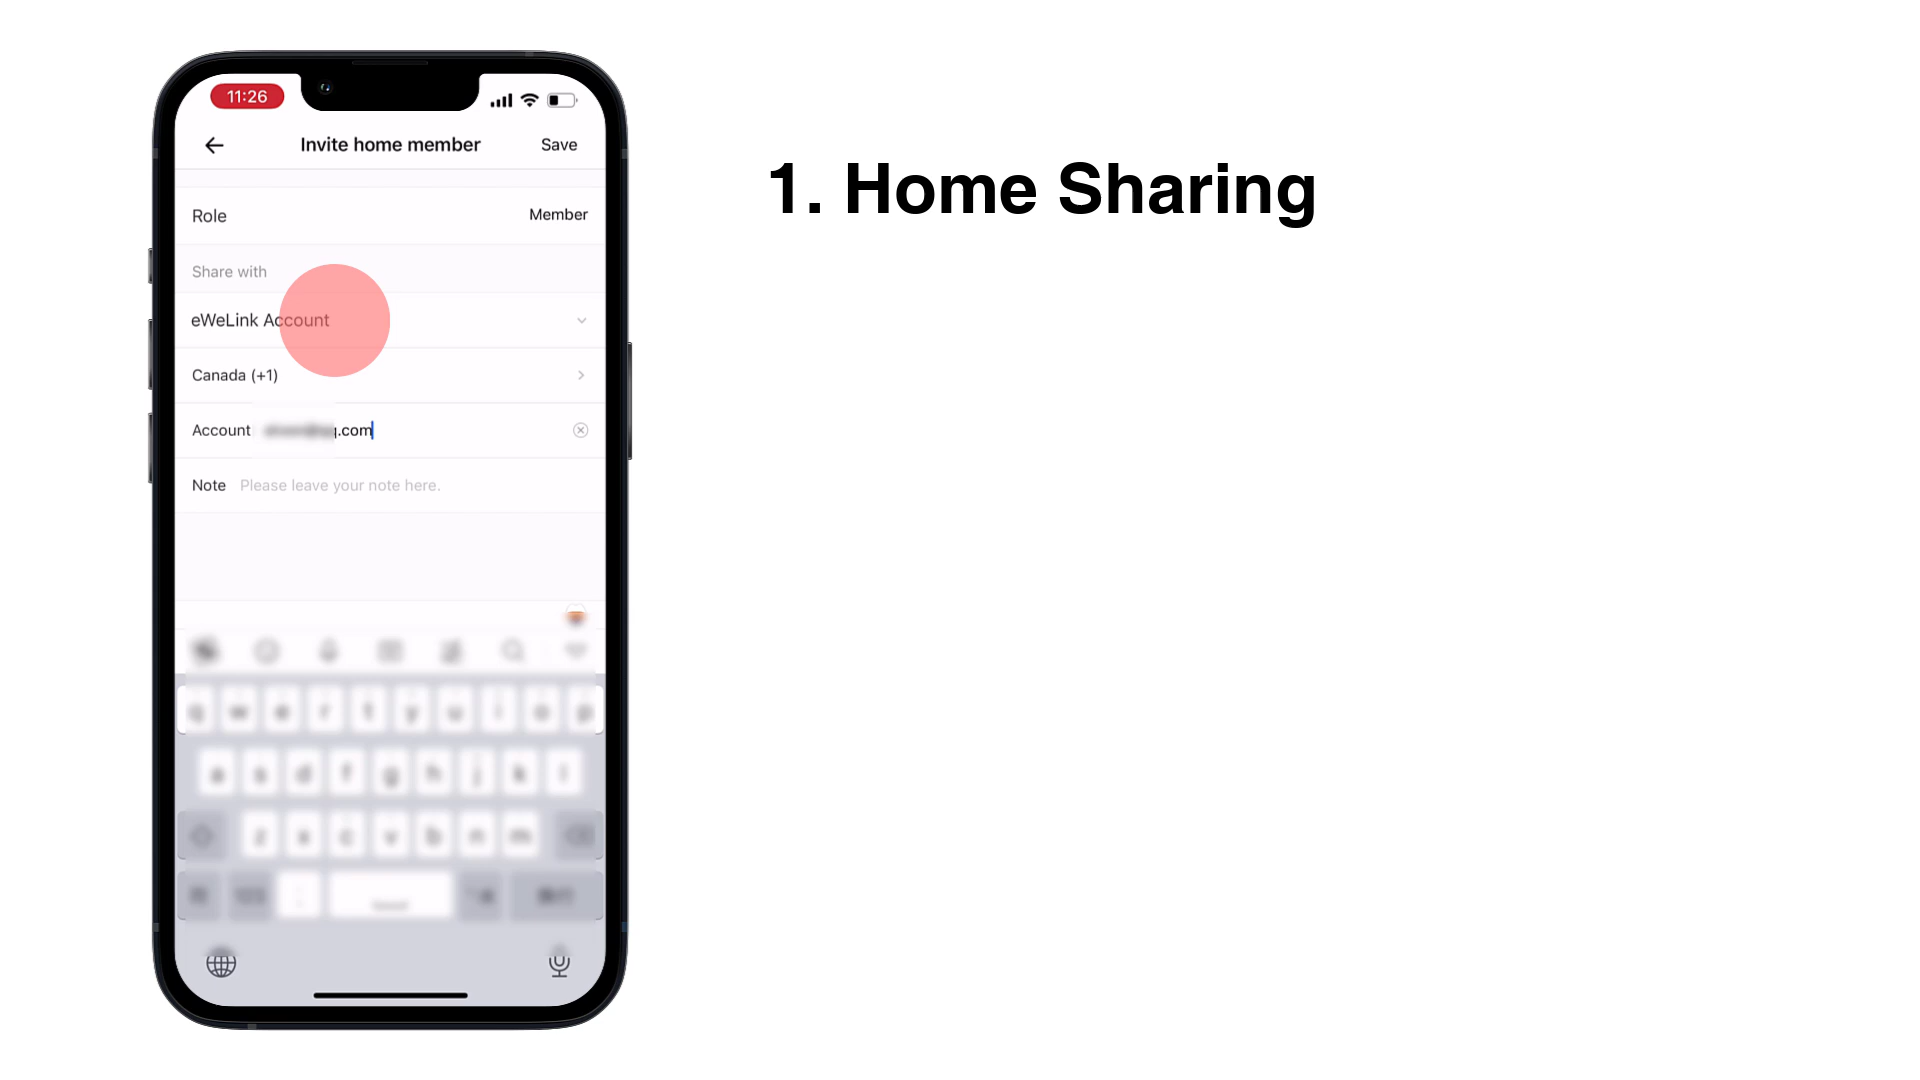 11:26
Invite home member
Save
Role
Member
Share with
eWeLink Account
Canada (+1)
Account
.com
Note
Please leave your note here.
q w e r t y u i o p
a s d f g h j k l
z x c v b n m
123
1. Home Sharing